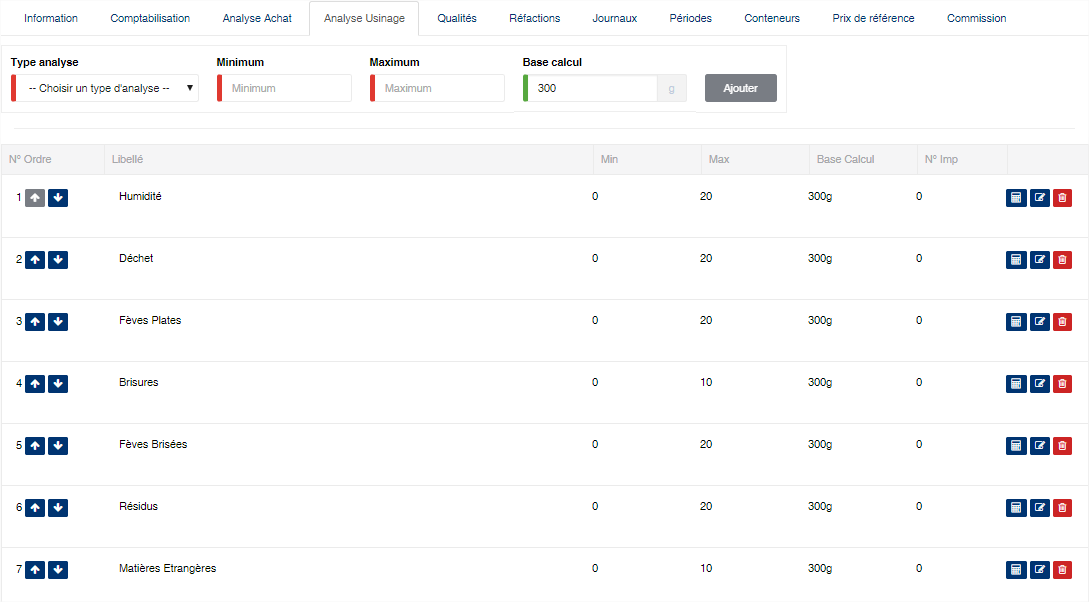 Information Comptabilisation Analyse Achat Analyse Usinage Qualités Réfactions Journaux Périodes Conteneurs Prix de référence Commission
Type analyse Minimum Maximum Base calcul
-- Choisir un type d'analyse -- Minimum Maximum 300 g Ajouter
N° Ordre Libellé Min Max Base Calcul N° Imp
1 Humidité 0 20 300g 0
2 Déchet 0 20 300g 0
3 Fèves Plates 0 20 300g 0
4 Brisures 0 10 300g 0
5 Fèves Brisées 0 20 300g 0
6 Résidus 0 20 300g 0
7 Matières Etrangères 0 10 300g 0